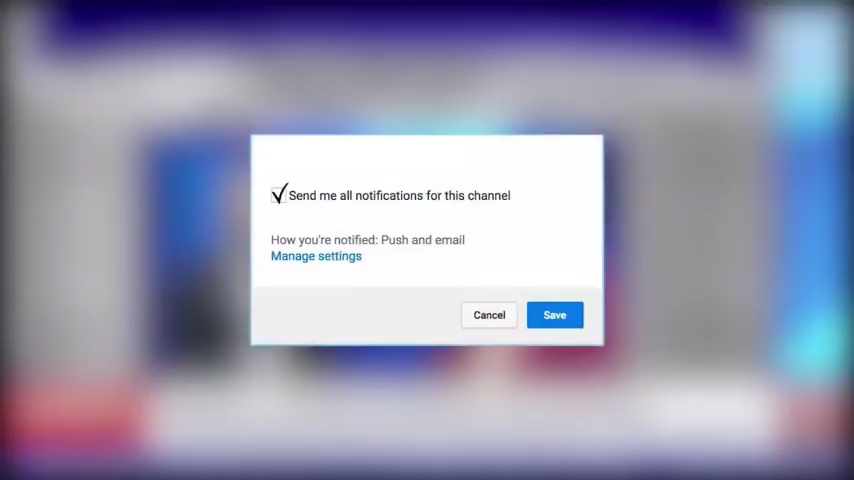 Send me all notifications for this channel
How you're notified: Push and email
Manage settings
Cancel Save